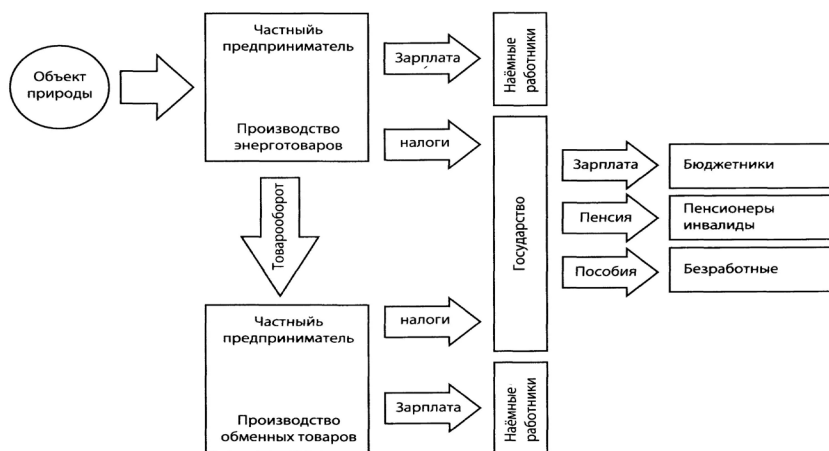 Объект
природы
Частныйь
предприниматель
Производство
энерготоваров
Зарплата
Наёмные
работники
налоги
Государство
Зарплата
Бюджетники
Пенсия
Пенсионеры
инвалиды
Пособия
Безработные
Товарооборот
Частныйь
предприниматель
Производство
обменных товаров
налоги
Зарплата
Наёмные
работники